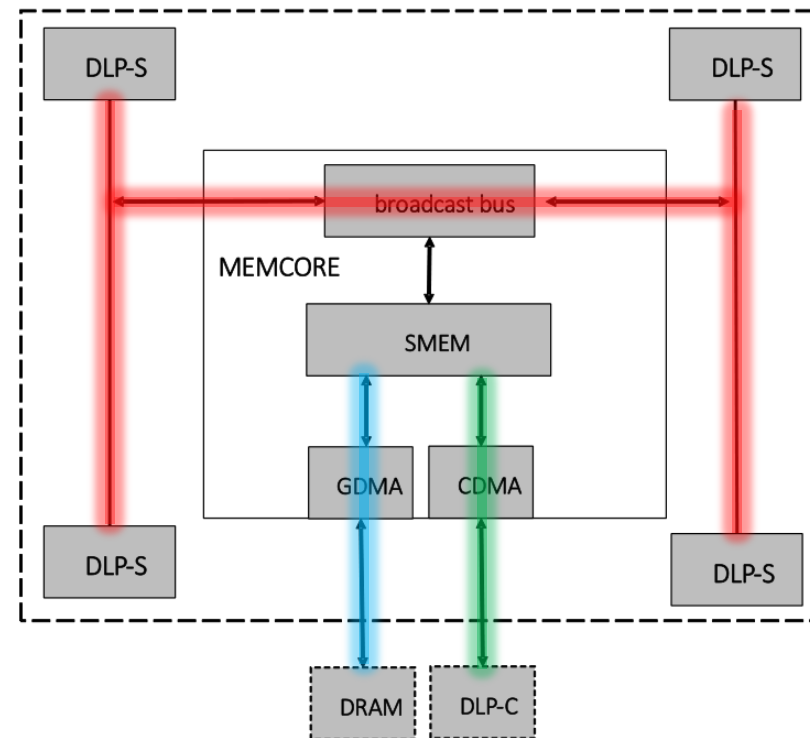 DLP-S
DLP-S
broadcast bus
MEMCORE
SMEM
GDMA
CDMA
DLP-S
DLP-S
DRAM
DLP-C